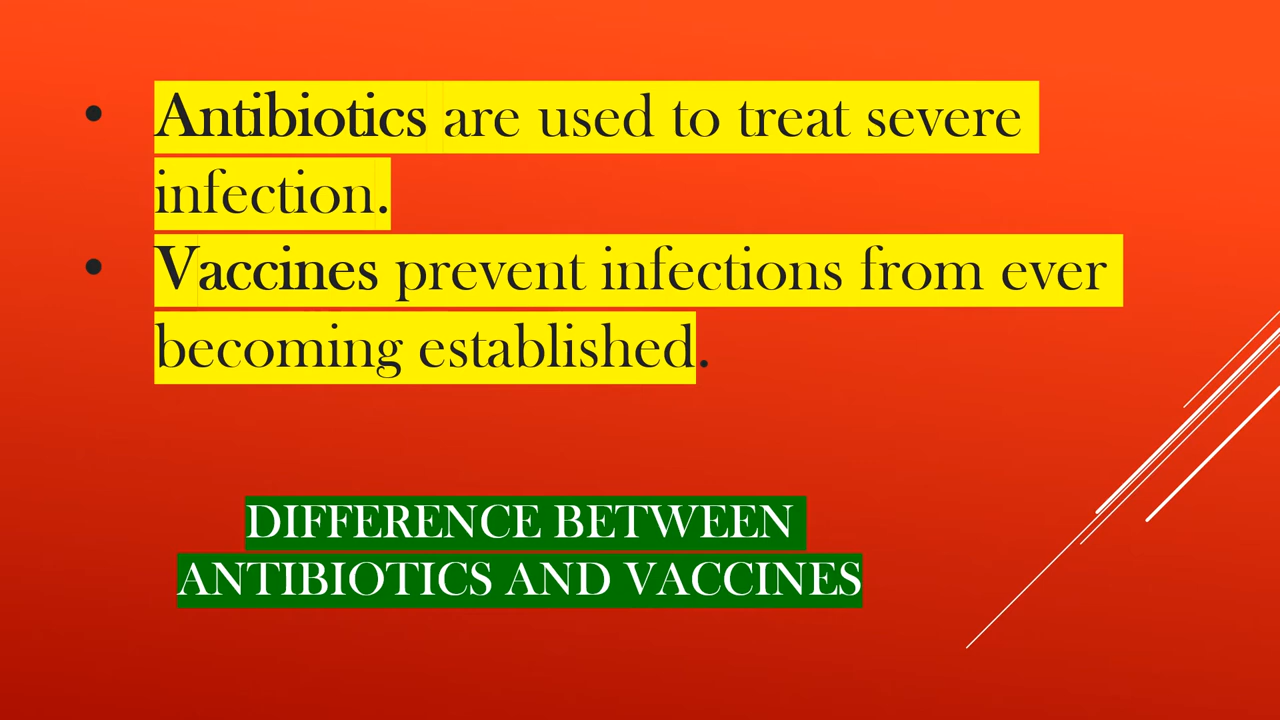 • Antibiotics are used to treat severe
infection.
• Vaccines prevent infections from ever
becoming established.
DIFFERENCE BETWEEN
ANTIBIOTICS AND VACCINES